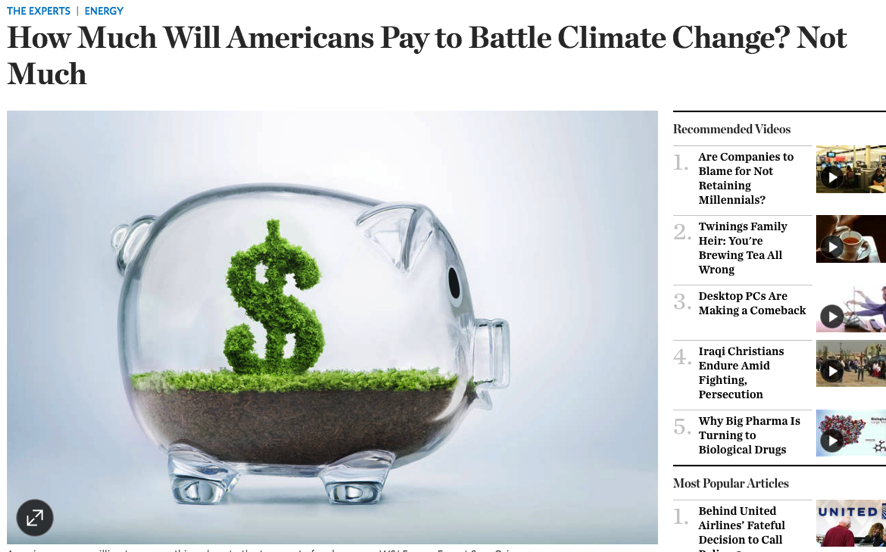 THE EXPERTS | ENERGY
How Much Will Americans Pay to Battle Climate Change? Not
Much
Recommended Videos
1. Are Companies to
Blame for Not
Retaining
Millennials?
2. Twinings Family
Heir: You're
Brewing Tea All
Wrong
3. Desktop PCs Are
Making a Comeback
4. Iraqi Christians
Endure Amid
Fighting,
Persecution
5. Why Big Pharma Is
Turning to
Biological Drugs
Most Popular Articles
1. Behind United
Airlines' Fateful
Decision to Call
UNITED
$